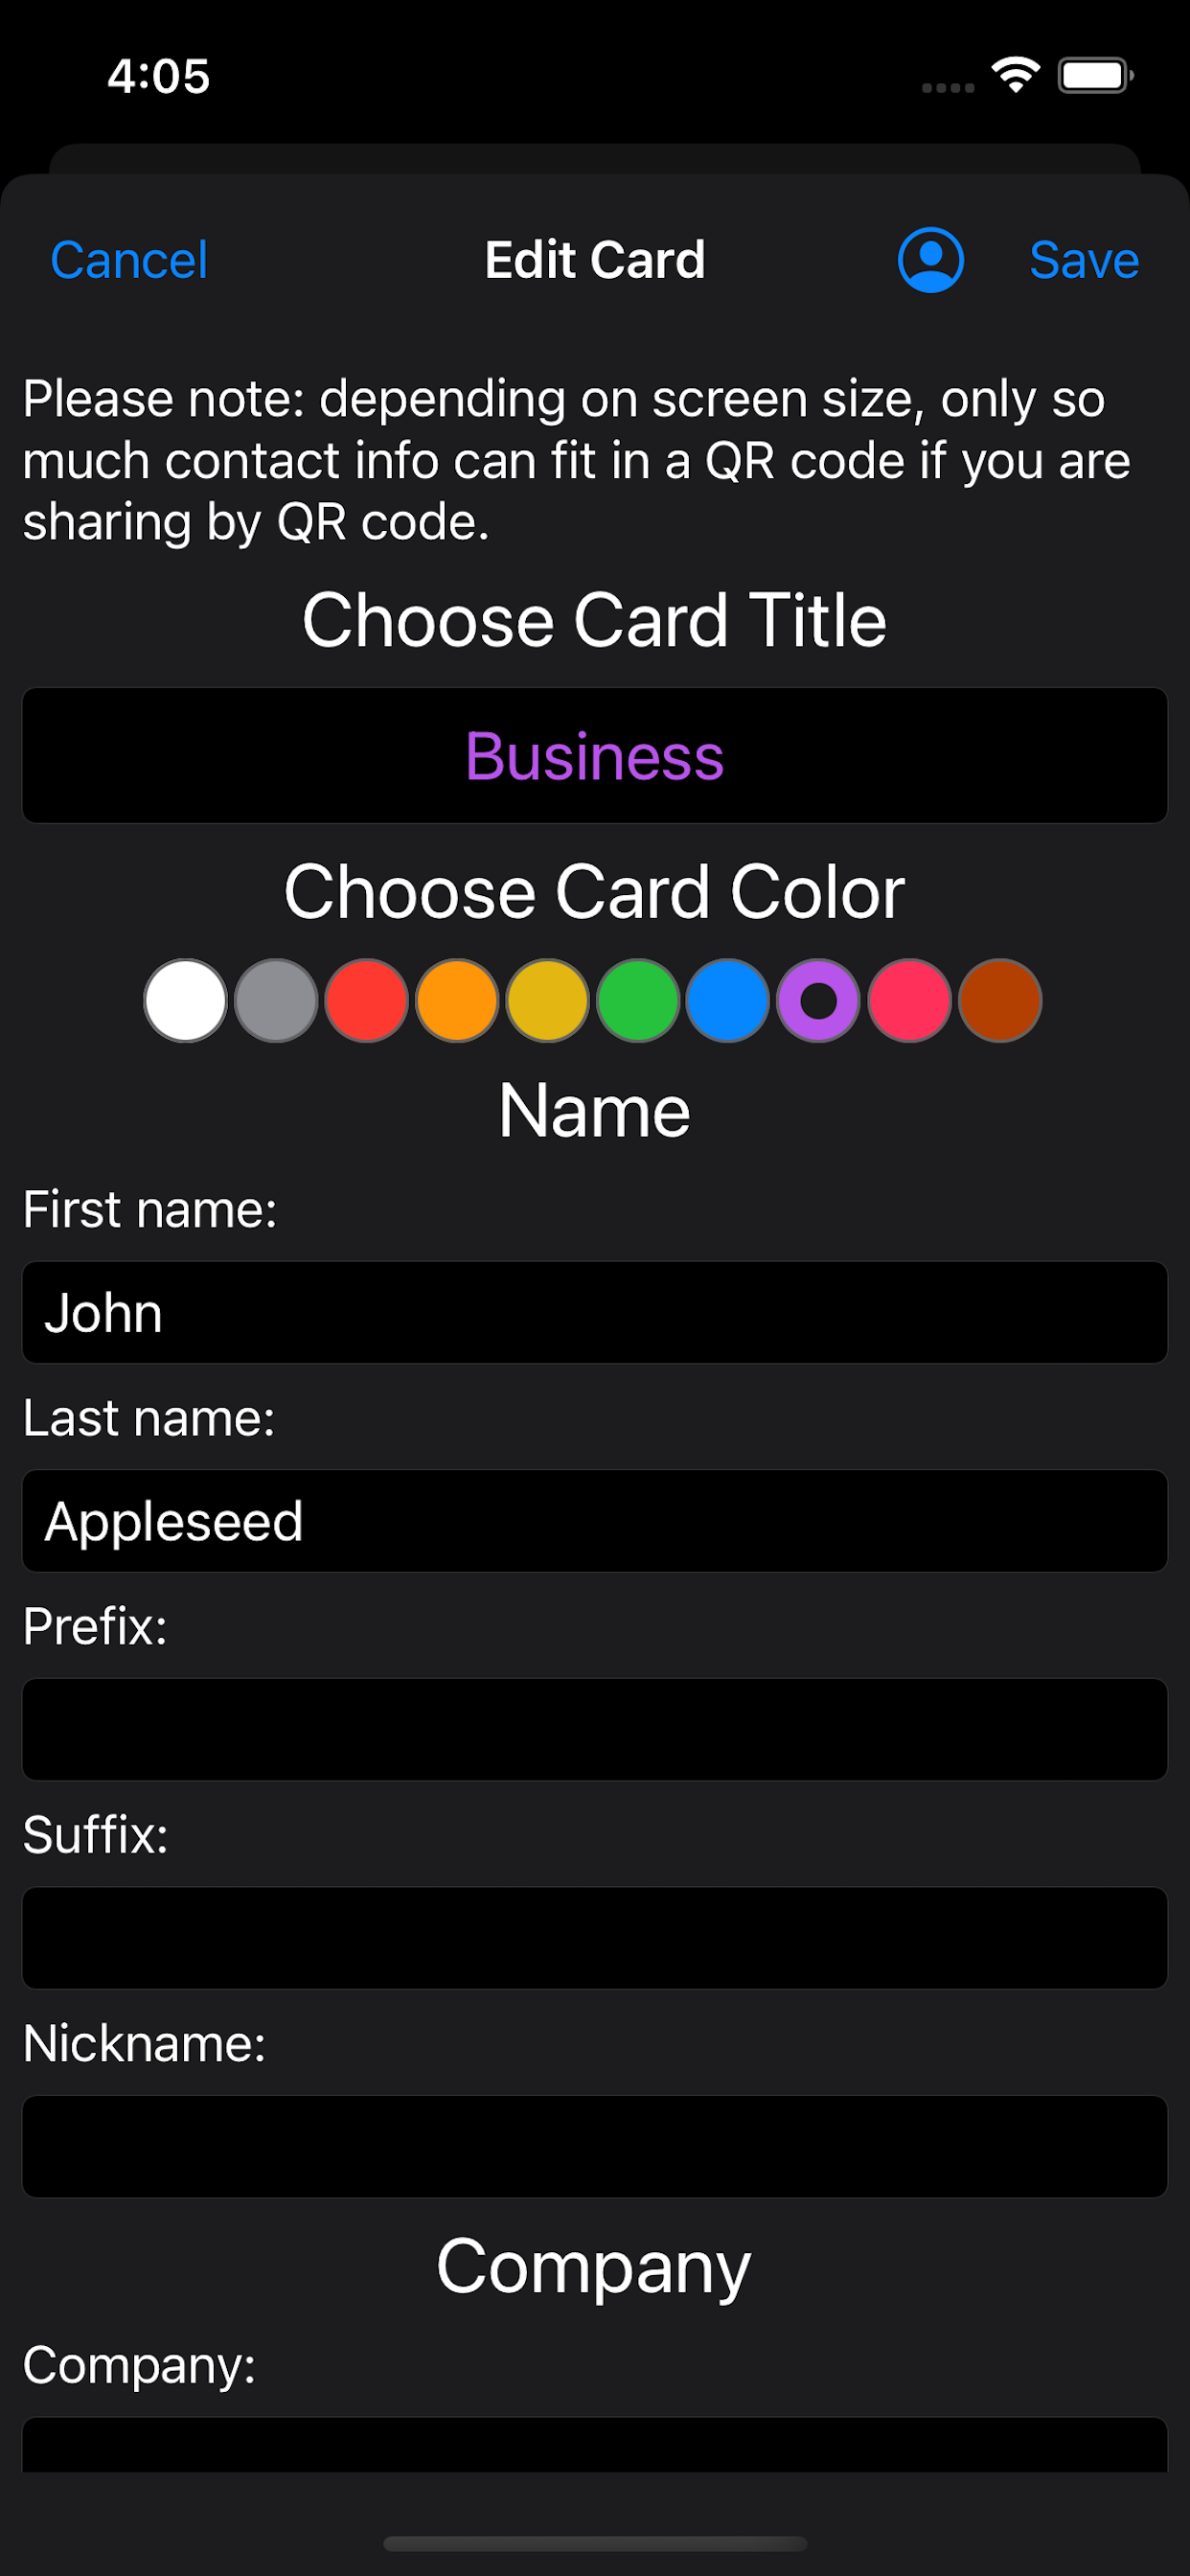 4:05
Cancel
Edit Card
Save
Please note: depending on screen size, only so
much contact info can fit in a QR code if you are
sharing by QR code.
Choose Card Title
Business
Choose Card Color
Name
First name:
John
Last name:
Appleseed
Prefix:
Suffix:
Nickname:
Company
Company: